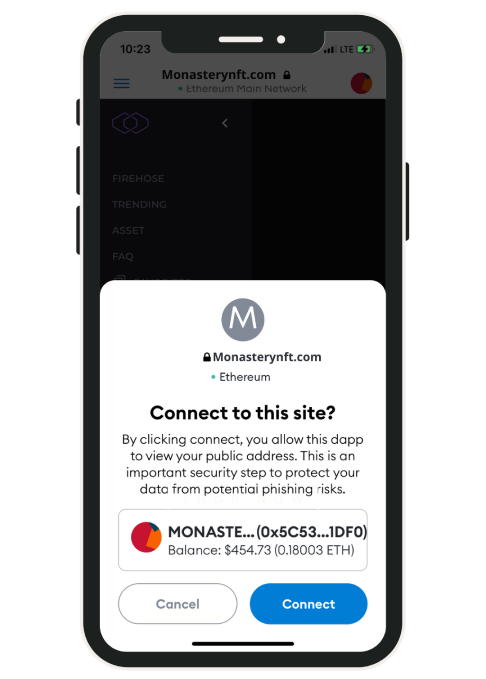 10:23
LTE
Monasterynft.com
Ethereum Main Network
FIREHOSE
TRENDING
ASSET
FAQ
M
Monasterynft.com
Ethereum
Connect to this site?
By clicking connect, you allow this dapp
to view your public address. This is an
important security step to protect your
data from potential phishing risks.
MONASTE...(0x5C53...1DF0)
Balance: $454.73 (0.18003 ETH)
Cancel
Connect